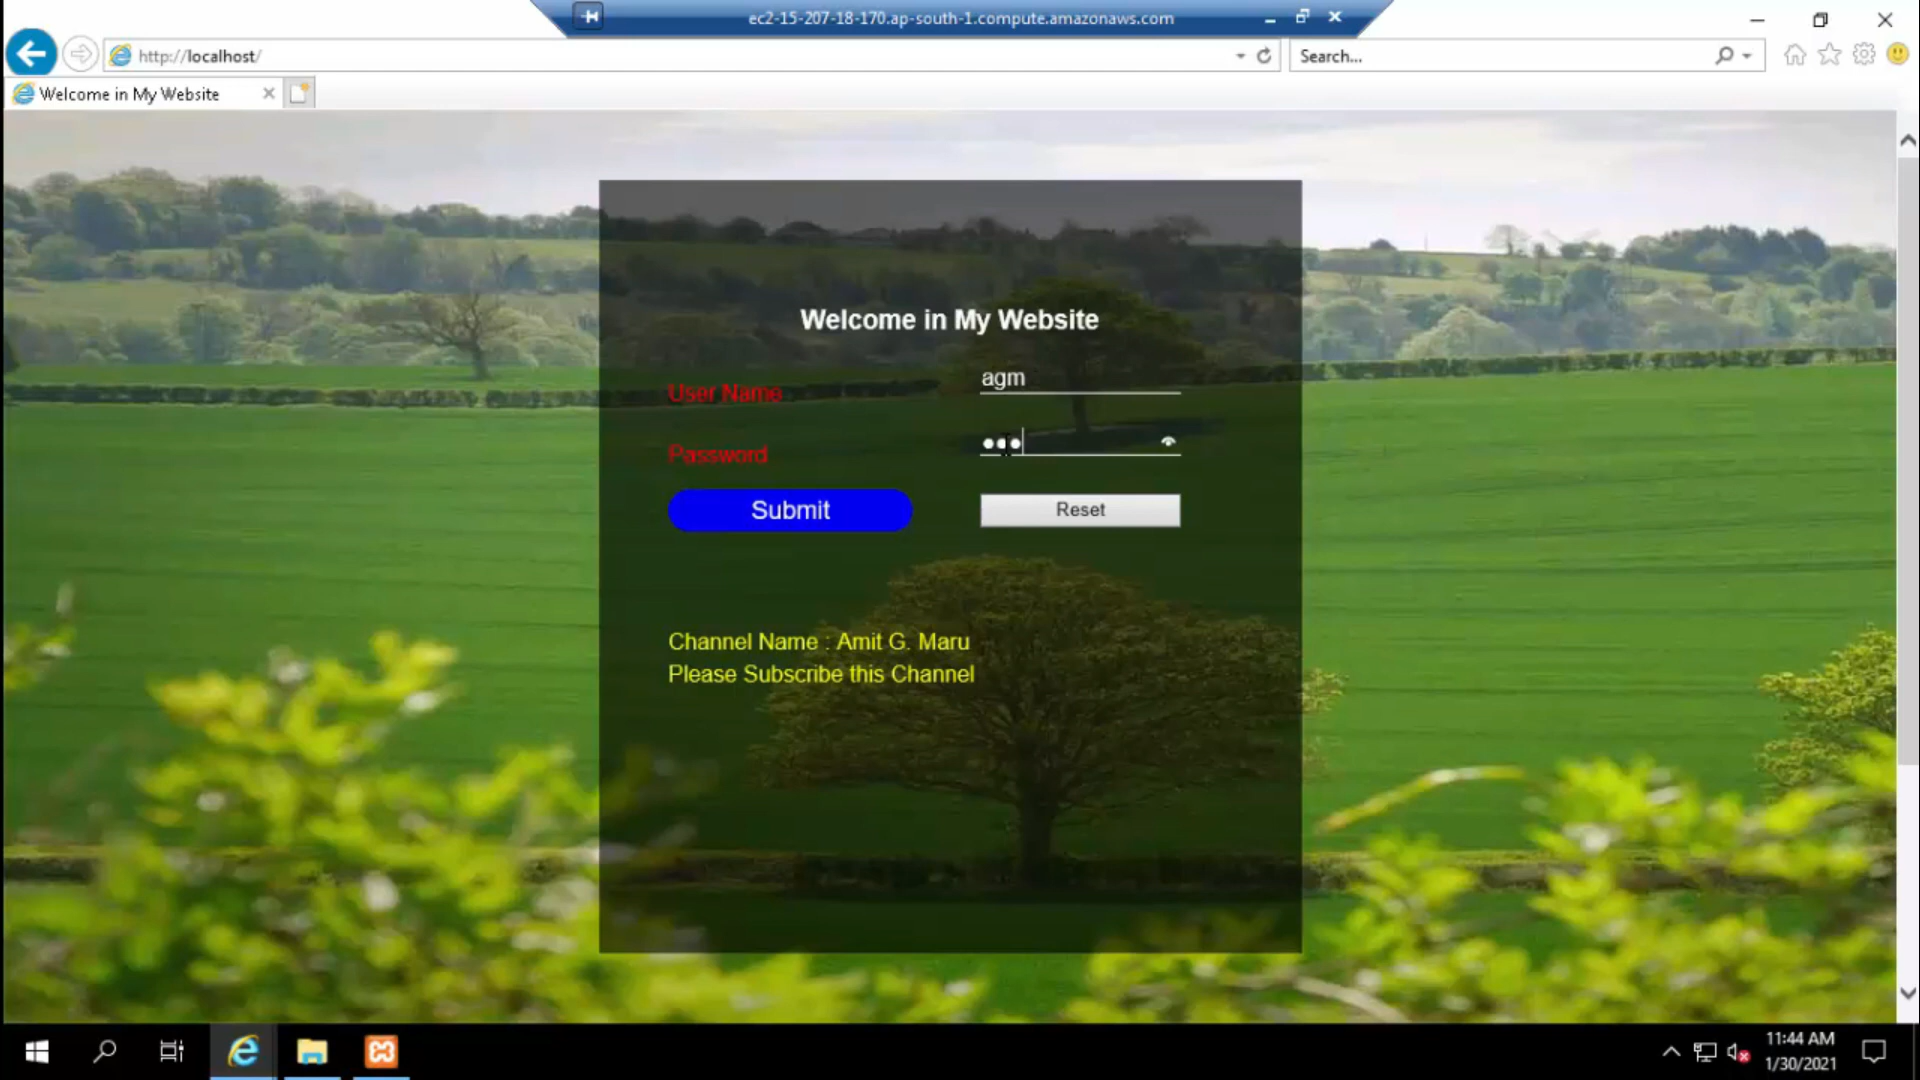 ec2-15-207-18-170.ap-south-1.compute.amazonaws.com
http://localhost/
Search...
Welcome in My Website
Welcome in My Website
User Name
agm
Password
Submit
Reset
Channel Name : Amit G. Maru
Please Subscribe this Channel
11:44 AM
1/30/2021